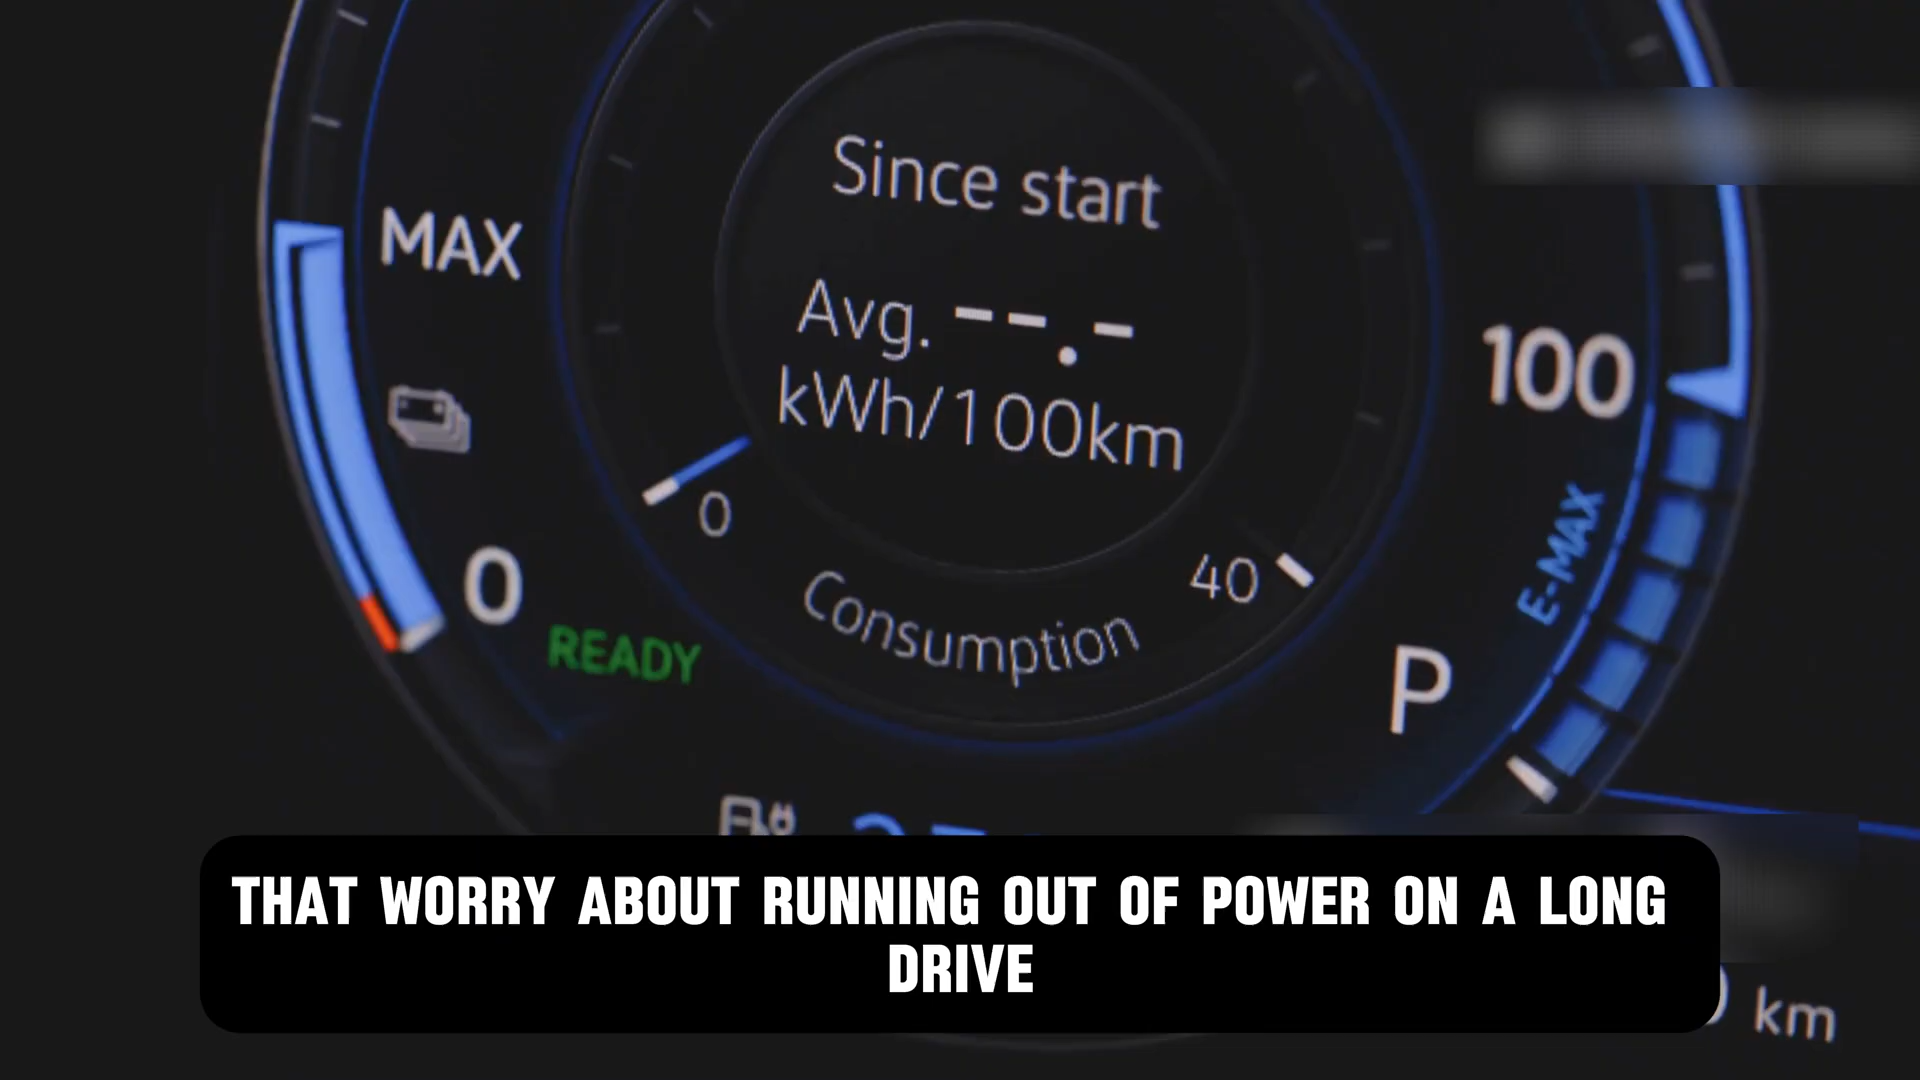 Since start
MAX
Avg. --.-
100
kWh/100km
E-MAX
0
40
0
Consumption
READY
P
THAT WORRY ABOUT RUNNING OUT OF POWER ON A LONG
DRIVE
km